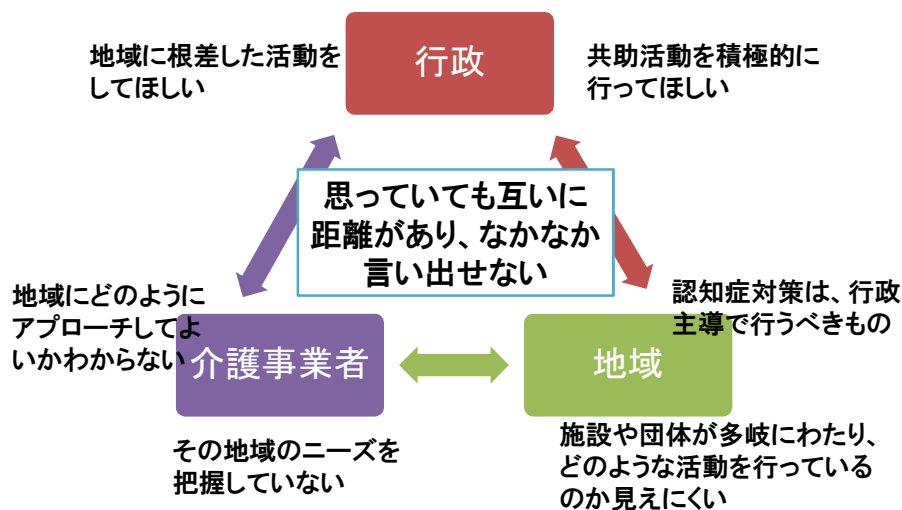 地域に根差した活動を
してほしい
行政
共助活動を積極的に
行ってほしい
思っていても互いに
距離があり、なかなか
言い出せない
地域にどのように
アプローチしてよ
いかわからない
認知症対策は、行政
主導で行うべきもの
介護事業者
地域
その地域のニーズを
把握していない
施設や団体が多岐にわたり、
どのような活動を行っている
のか見えにくい